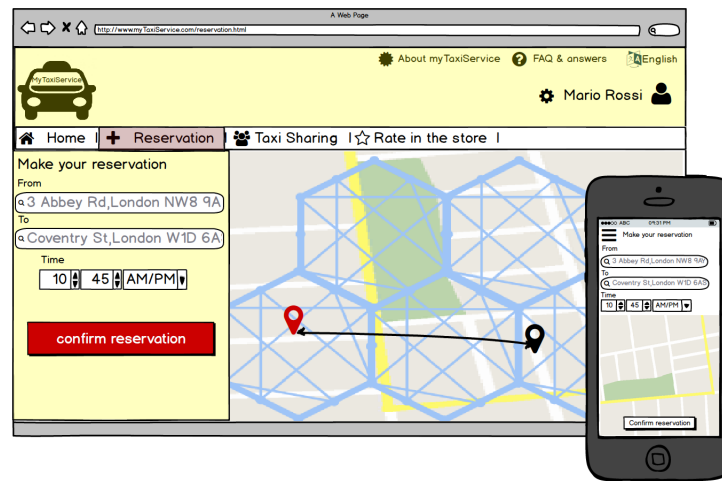 A Web Page
http://www.myTaxiService.com/reservation.html
About myTaxiService FAQ & answers English
MyTaxiService
Mario Rossi
Home | Reservation | Taxi Sharing | Rate in the store |
Make your reservation
From
3 Abbey Rd,London NW8 9A
To
Coventry St,London W1D 6A
Time
10 45 AM/PM
confirm reservation
ABC 09:31 PM
Make your reservation
From
3 Abbey Rd,London NW8 9AY
To
Coventry St,London W1D 6AS
Time
10 45 AM/PM
Confirm reservation